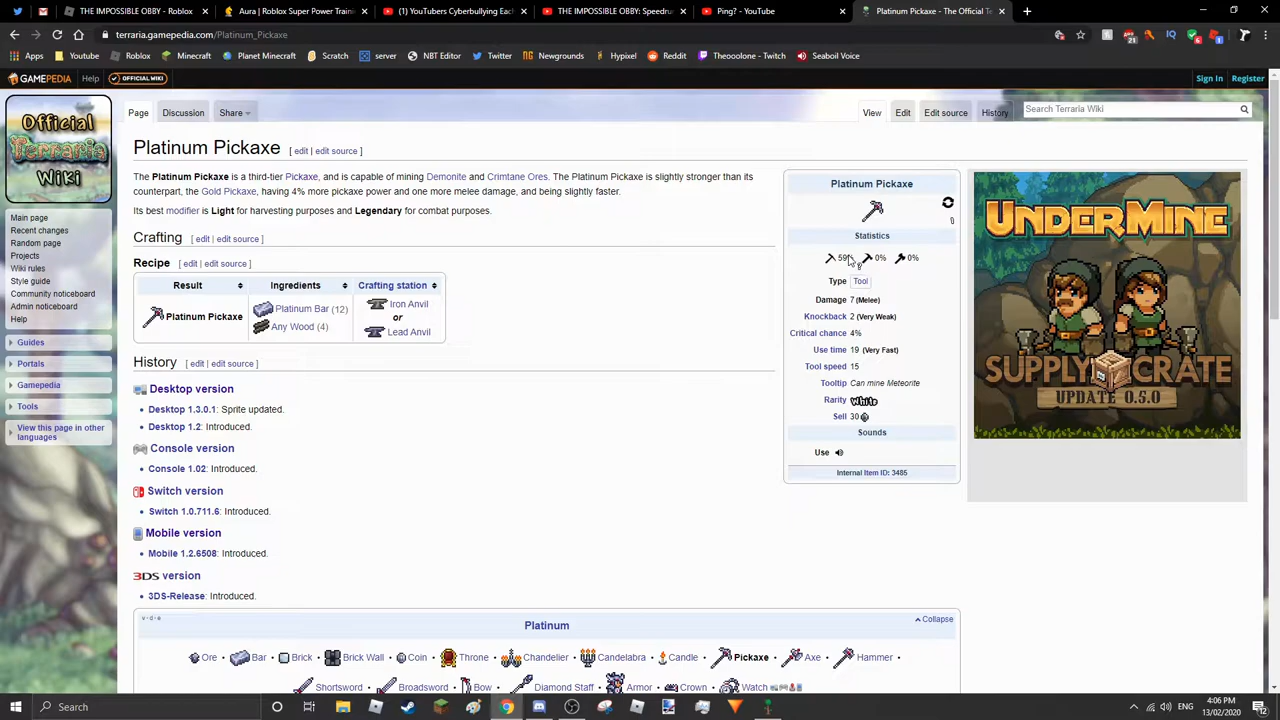 THE IMPOSSIBLE OBBY - Roblox
Aura | Roblox Super Power Train
(1) YouTubers Cyberbullying Each
THE IMPOSSIBLE OBBY: Speedru
Ping? - YouTube
Platinum Pickaxe - The Official Te
terraria.gamepedia.com/Platinum_Pickaxe
Apps
Youtube
Roblox
Minecraft
Planet Minecraft
Scratch
server
NBT Editor
Twitter
Newgrounds
Hypixel
Reddit
Theooolone - Twitch
Seaboil Voice
GAMEPEDIA
Help
OFFICIAL WIKI
Sign In
Register
Official
Terraria
Wiki
Page
Discussion
Share
View
Edit
Edit source
History
Search Terraria Wiki
Platinum Pickaxe [ edit | edit source ]
The Platinum Pickaxe is a third-tier Pickaxe, and is capable of mining Demonite and Crimtane Ores. The Platinum Pickaxe is slightly stronger than its
counterpart, the Gold Pickaxe, having 4% more pickaxe power and one more melee damage, and being slightly faster.
Its best modifier is Light for harvesting purposes and Legendary for combat purposes.
Main page
Recent changes
Random page
Projects
Wiki rules
Style guide
Community noticeboard
Admin noticeboard
Help
Guides
Portals
Gamepedia
Tools
View this page in other
languages
Crafting [ edit | edit source ]
Recipe [ edit | edit source ]
Result
Ingredients
Crafting station
Platinum Pickaxe
Platinum Bar (12)
Any Wood (4)
Iron Anvil
or
Lead Anvil
History [ edit | edit source ]
Desktop version
• Desktop 1.3.0.1: Sprite updated.
• Desktop 1.2: Introduced.
Console version
• Console 1.02: Introduced.
Switch version
• Switch 1.0.711.6: Introduced.
Mobile version
• Mobile 1.2.6508: Introduced.
3DS version
• 3DS-Release: Introduced.
Platinum Pickaxe
Statistics
59%
0%
0%
Type Tool
Damage 7 (Melee)
Knockback 2 (Very Weak)
Critical chance 4%
Use time 19 (Very Fast)
Tool speed 15
Tooltip Can mine Meteorite
Rarity White
Sell 30
Sounds
Use
Internal Item ID: 3485
UNDERMINE
SUPPLY CRATE
UPDATE 0.5.0
v·d·e
Platinum
Collapse
Ore •
Bar •
Brick •
Brick Wall •
Coin •
Throne •
Chandelier •
Candelabra •
Candle •
Pickaxe •
Axe •
Hammer •
Shortsword •
Broadsword •
Bow •
Diamond Staff •
Armor •
Crown •
Watch
Search
4:06 PM
13/02/2020